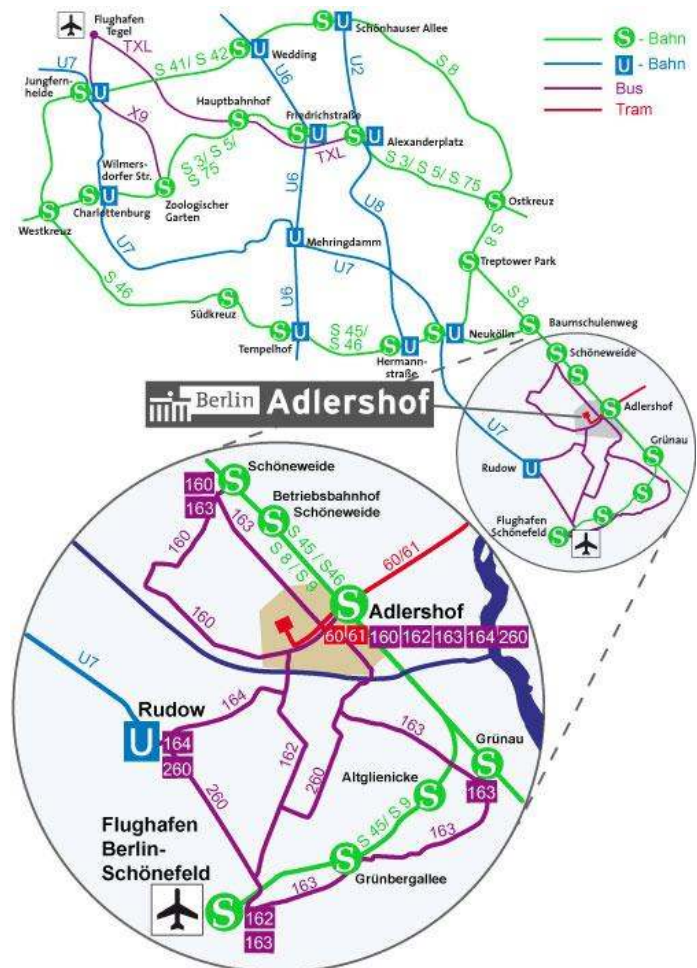 Flughafen
Tegel
TXL
U7
S 41/ S 42
U
Wedding
S
U
Schönhauser Allee
S - Bahn
U - Bahn
Bus
Tram
Jungfern-
heide
S
U
X9
U6
U2
S 8
Hauptbahnhof
S
Friedrichstraße
S
U
S
U
Alexanderplatz
TXL
Wilmers-
dorfer Str.
S 3/ S 5/
S 75
S
U
Charlottenburg
S
Zoologischer
Garten
S
Westkreuz
S 3/ S 5/ S 75
S
Ostkreuz
U6
U8
U7
U
Mehringdamm
U7
S 8
S
Treptower Park
S 46
S
Südkreuz
U6
S
U
Tempelhof
S 45/
S 46
S
U
Hermann-
straße
S
U
Neukölln
S 8
S
Baumschulenweg
S
Schöneweide
S
Berlin Adlershof
S
Adlershof
U7
Grünau
S
Rudow
U
S
S
Flughafen
Schönefeld
S
S
Schöneweide
160
163
Betriebsbahnhof
Schöneweide
S
163
160
S 45/ S46
S 8/ S 9
60/61
160
S
Adlershof
60 61 160 162 163 164 260
U7
Rudow
U
164
260
164
162
260
163
260
Grünau
S
163
Altglienicke
S
S 45/ S 9
163
Flughafen
Berlin-
Schönefeld
S
Grünbergallee
163
S
162
163